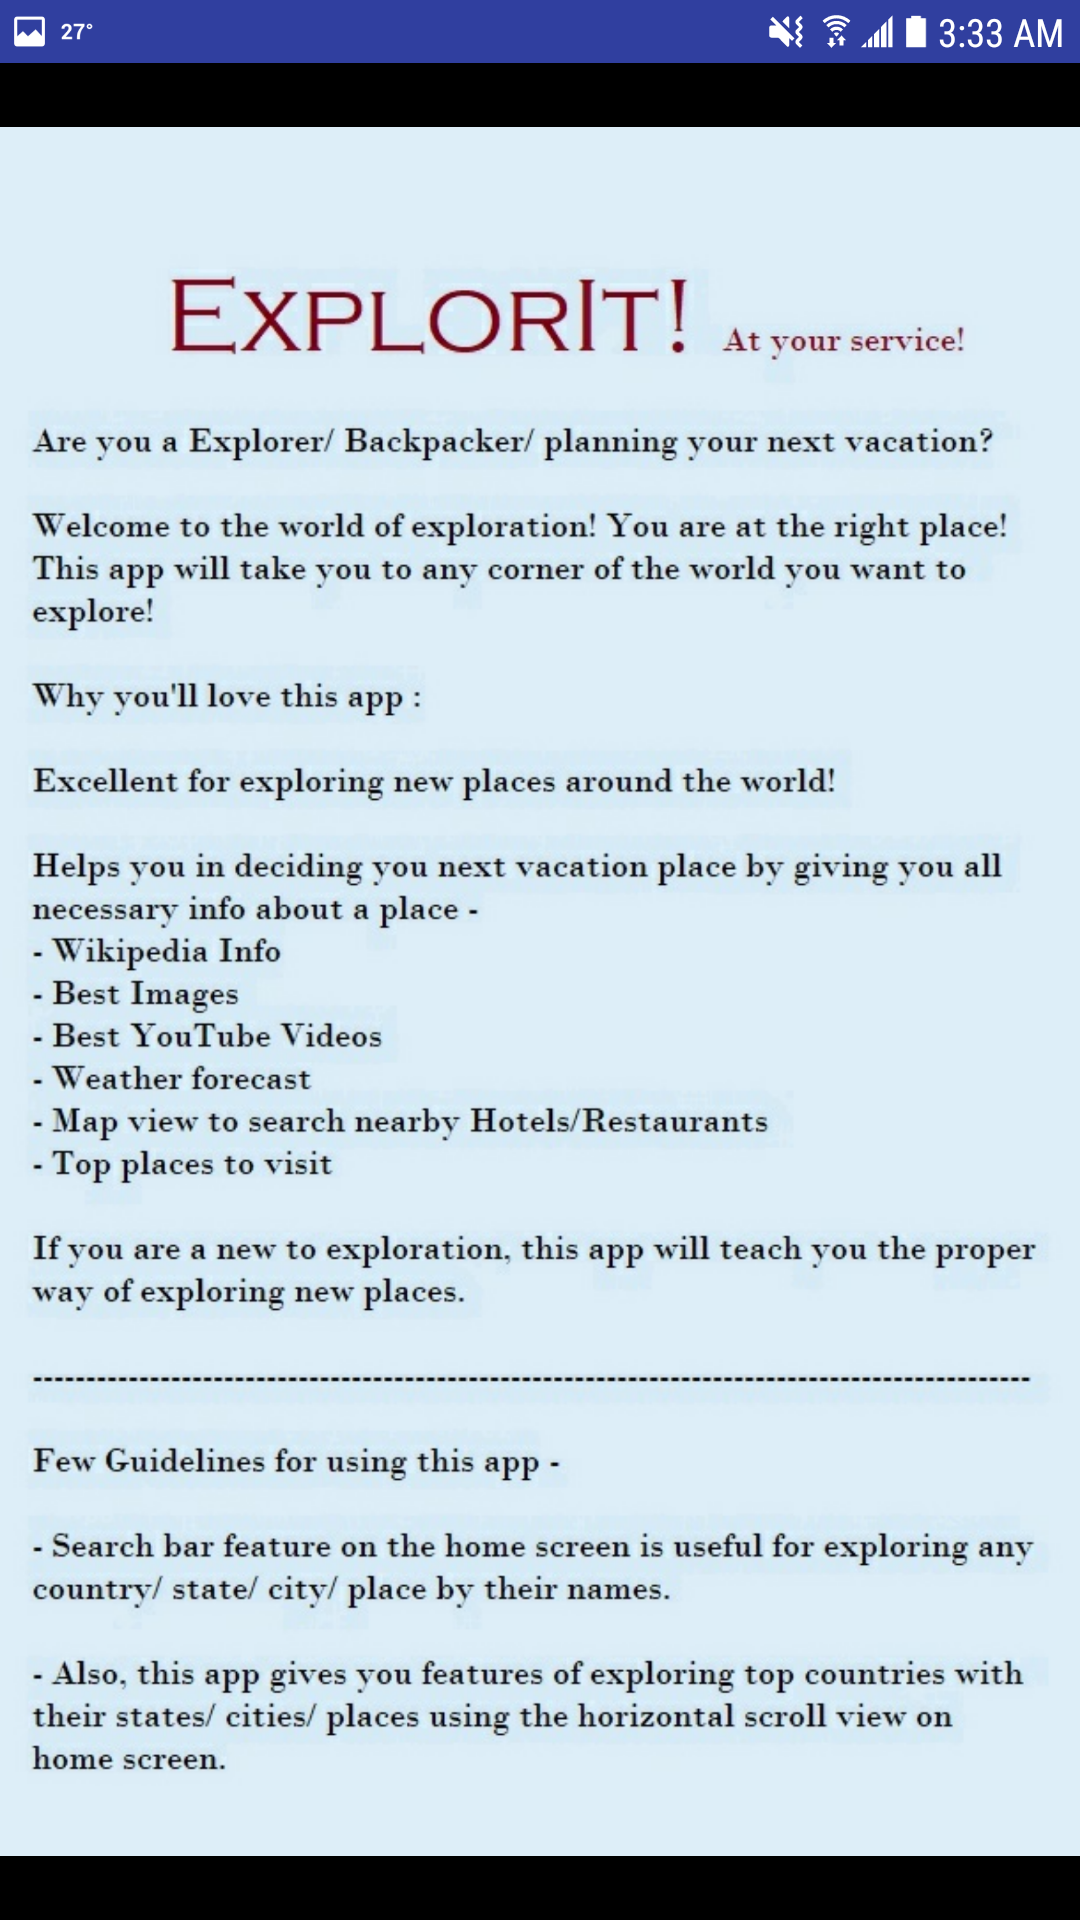 27°
3:33 AM
EXPLORIT! At your service!
Are you a Explorer/ Backpacker/ planning your next vacation?
Welcome to the world of exploration! You are at the right place!
This app will take you to any corner of the world you want to
explore!
Why you'll love this app :
Excellent for exploring new places around the world!
Helps you in deciding you next vacation place by giving you all
necessary info about a place -
- Wikipedia Info
- Best Images
- Best YouTube Videos
- Weather forecast
- Map view to search nearby Hotels/Restaurants
- Top places to visit
If you are a new to exploration, this app will teach you the proper
way of exploring new places.
-----------------------------------------------------------------------------------------------
Few Guidelines for using this app -
- Search bar feature on the home screen is useful for exploring any
country/ state/ city/ place by their names.
- Also, this app gives you features of exploring top countries with
their states/ cities/ places using the horizontal scroll view on
home screen.